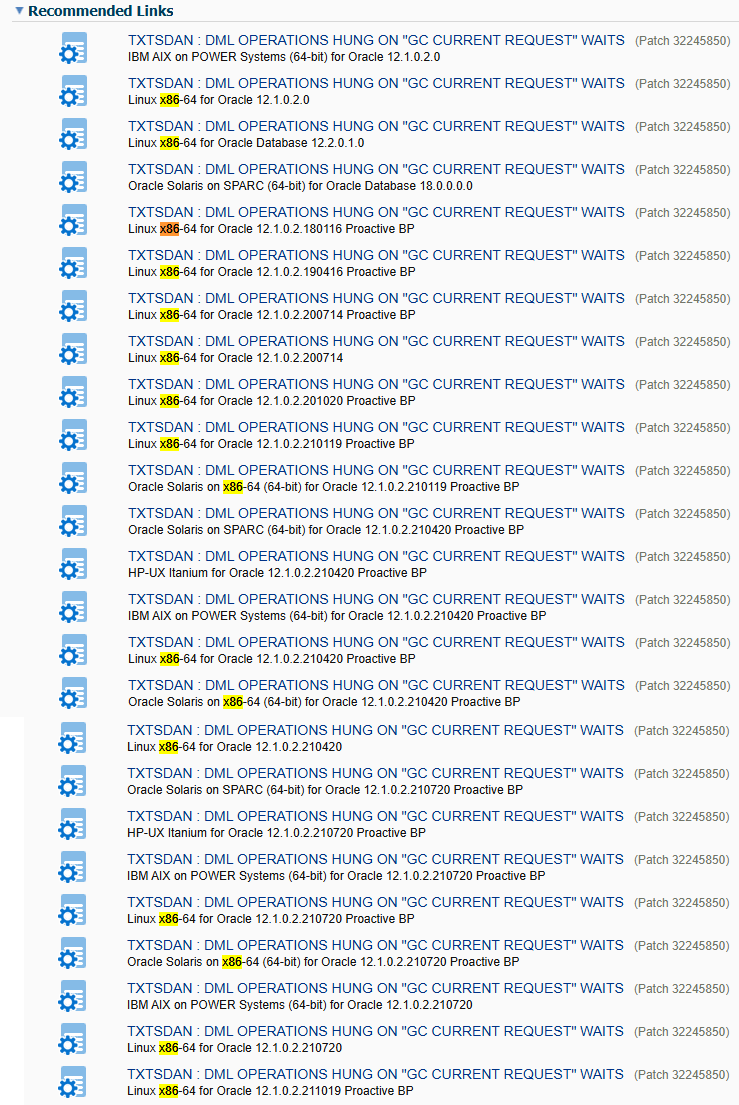 Recommended Links
TXTSDAN : DML OPERATIONS HUNG ON "GC CURRENT REQUEST" WAITS (Patch 32245850)
IBM AIX on POWER Systems (64-bit) for Oracle 12.1.0.2.0
TXTSDAN : DML OPERATIONS HUNG ON "GC CURRENT REQUEST" WAITS (Patch 32245850)
Linux x86-64 for Oracle 12.1.0.2.0
TXTSDAN : DML OPERATIONS HUNG ON "GC CURRENT REQUEST" WAITS (Patch 32245850)
Linux x86-64 for Oracle Database 12.2.0.1.0
TXTSDAN : DML OPERATIONS HUNG ON "GC CURRENT REQUEST" WAITS (Patch 32245850)
Oracle Solaris on SPARC (64-bit) for Oracle Database 18.0.0.0.0
TXTSDAN : DML OPERATIONS HUNG ON "GC CURRENT REQUEST" WAITS (Patch 32245850)
Linux x86-64 for Oracle 12.1.0.2.180116 Proactive BP
TXTSDAN : DML OPERATIONS HUNG ON "GC CURRENT REQUEST" WAITS (Patch 32245850)
Linux x86-64 for Oracle 12.1.0.2.190416 Proactive BP
TXTSDAN : DML OPERATIONS HUNG ON "GC CURRENT REQUEST" WAITS (Patch 32245850)
Linux x86-64 for Oracle 12.1.0.2.200714 Proactive BP
TXTSDAN : DML OPERATIONS HUNG ON "GC CURRENT REQUEST" WAITS (Patch 32245850)
Linux x86-64 for Oracle 12.1.0.2.200714
TXTSDAN : DML OPERATIONS HUNG ON "GC CURRENT REQUEST" WAITS (Patch 32245850)
Linux x86-64 for Oracle 12.1.0.2.201020 Proactive BP
TXTSDAN : DML OPERATIONS HUNG ON "GC CURRENT REQUEST" WAITS (Patch 32245850)
Linux x86-64 for Oracle 12.1.0.2.210119 Proactive BP
TXTSDAN : DML OPERATIONS HUNG ON "GC CURRENT REQUEST" WAITS (Patch 32245850)
Oracle Solaris on x86-64 (64-bit) for Oracle 12.1.0.2.210119 Proactive BP
TXTSDAN : DML OPERATIONS HUNG ON "GC CURRENT REQUEST" WAITS (Patch 32245850)
Oracle Solaris on SPARC (64-bit) for Oracle 12.1.0.2.210420 Proactive BP
TXTSDAN : DML OPERATIONS HUNG ON "GC CURRENT REQUEST" WAITS (Patch 32245850)
HP-UX Itanium for Oracle 12.1.0.2.210420 Proactive BP
TXTSDAN : DML OPERATIONS HUNG ON "GC CURRENT REQUEST" WAITS (Patch 32245850)
IBM AIX on POWER Systems (64-bit) for Oracle 12.1.0.2.210420 Proactive BP
TXTSDAN : DML OPERATIONS HUNG ON "GC CURRENT REQUEST" WAITS (Patch 32245850)
Linux x86-64 for Oracle 12.1.0.2.210420 Proactive BP
TXTSDAN : DML OPERATIONS HUNG ON "GC CURRENT REQUEST" WAITS (Patch 32245850)
Oracle Solaris on x86-64 (64-bit) for Oracle 12.1.0.2.210420 Proactive BP
TXTSDAN : DML OPERATIONS HUNG ON "GC CURRENT REQUEST" WAITS (Patch 32245850)
Linux x86-64 for Oracle 12.1.0.2.210420
TXTSDAN : DML OPERATIONS HUNG ON "GC CURRENT REQUEST" WAITS (Patch 32245850)
Oracle Solaris on SPARC (64-bit) for Oracle 12.1.0.2.210720 Proactive BP
TXTSDAN : DML OPERATIONS HUNG ON "GC CURRENT REQUEST" WAITS (Patch 32245850)
HP-UX Itanium for Oracle 12.1.0.2.210720 Proactive BP
TXTSDAN : DML OPERATIONS HUNG ON "GC CURRENT REQUEST" WAITS (Patch 32245850)
IBM AIX on POWER Systems (64-bit) for Oracle 12.1.0.2.210720 Proactive BP
TXTSDAN : DML OPERATIONS HUNG ON "GC CURRENT REQUEST" WAITS (Patch 32245850)
Linux x86-64 for Oracle 12.1.0.2.210720 Proactive BP
TXTSDAN : DML OPERATIONS HUNG ON "GC CURRENT REQUEST" WAITS (Patch 32245850)
Oracle Solaris on x86-64 (64-bit) for Oracle 12.1.0.2.210720 Proactive BP
TXTSDAN : DML OPERATIONS HUNG ON "GC CURRENT REQUEST" WAITS (Patch 32245850)
IBM AIX on POWER Systems (64-bit) for Oracle 12.1.0.2.210720
TXTSDAN : DML OPERATIONS HUNG ON "GC CURRENT REQUEST" WAITS (Patch 32245850)
Linux x86-64 for Oracle 12.1.0.2.210720
TXTSDAN : DML OPERATIONS HUNG ON "GC CURRENT REQUEST" WAITS (Patch 32245850)
Linux x86-64 for Oracle 12.1.0.2.211019 Proactive BP